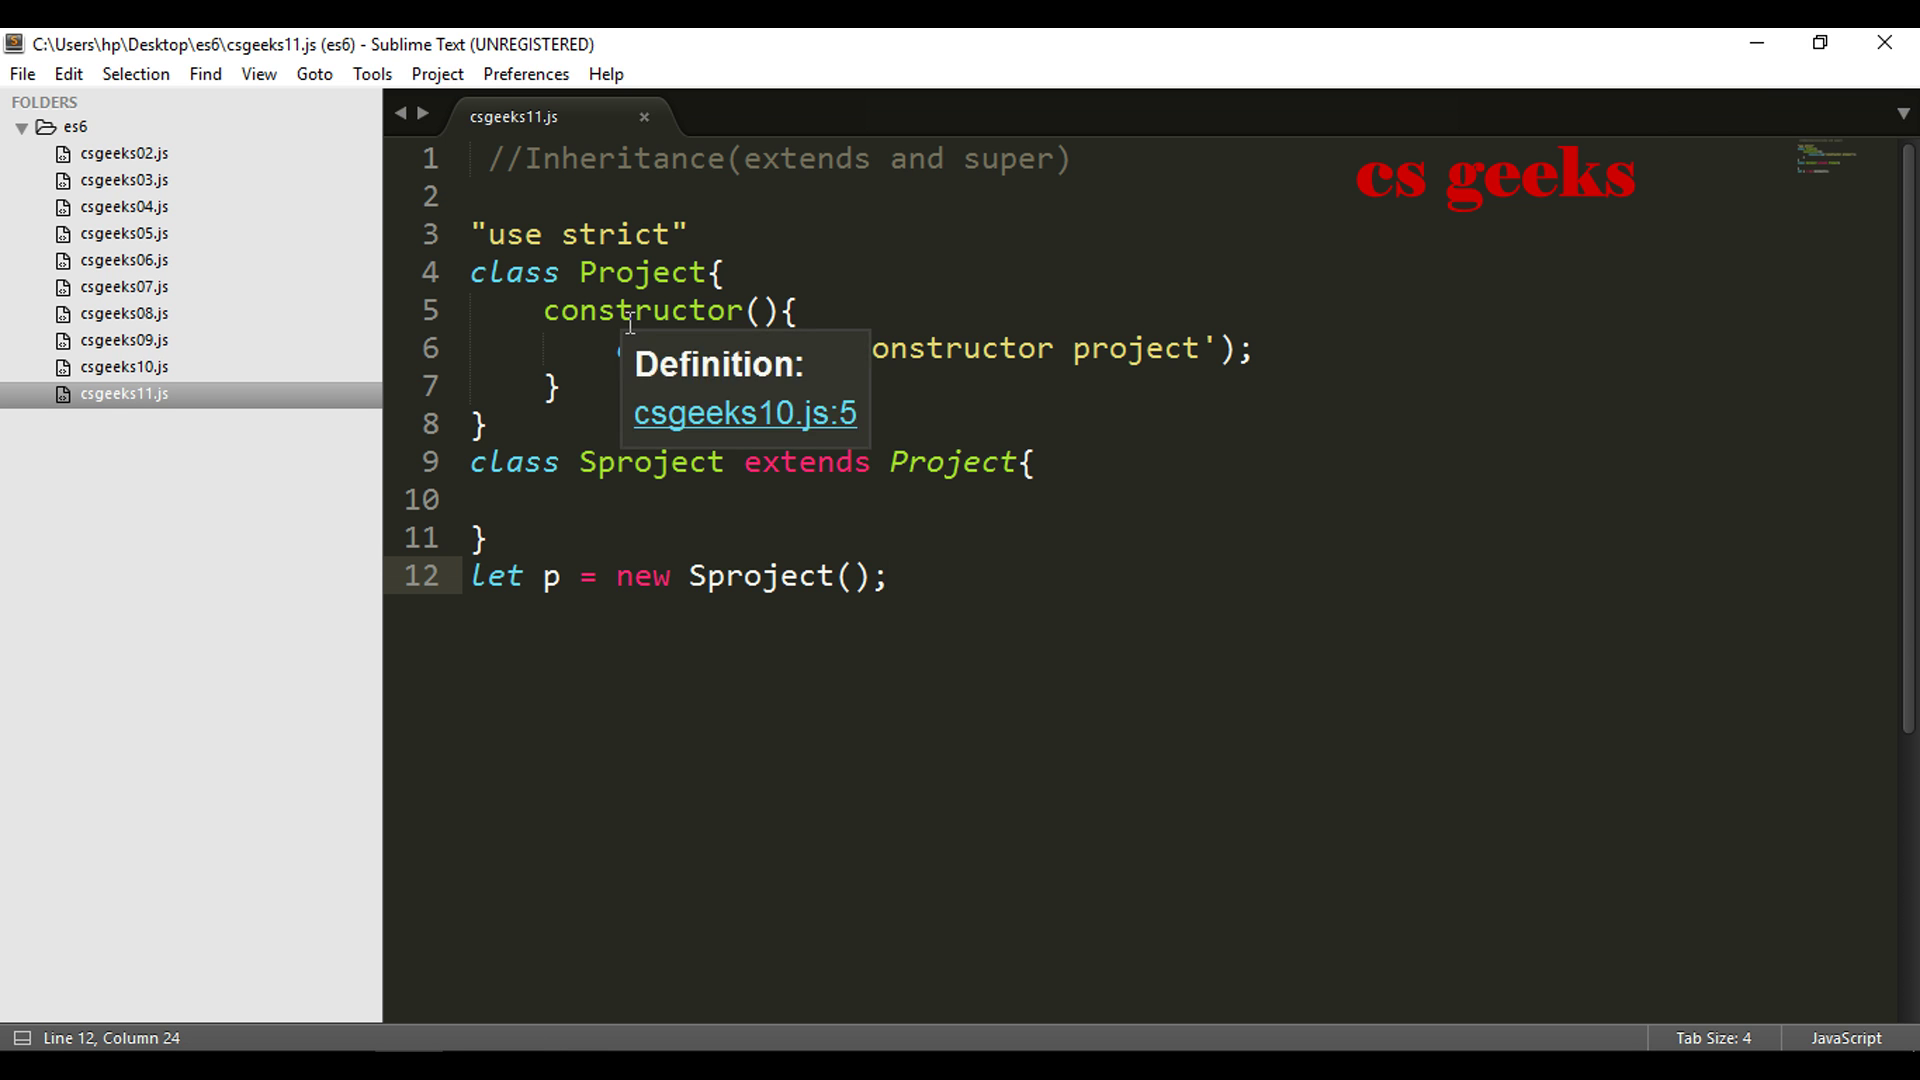 C:\Users\hp\Desktop\es6\csgeeks11.js (es6) - Sublime Text (UNREGISTERED)
File Edit Selection Find View Goto Tools Project Preferences Help
FOLDERS
es6
csgeeks02.js
csgeeks03.js
csgeeks04.js
csgeeks05.js
csgeeks06.js
csgeeks07.js
csgeeks08.js
csgeeks09.js
csgeeks10.js
csgeeks11.js
csgeeks11.js
cs geeks
1 //Inheritance(extends and super)
2
3 "use strict"
4 class Project{
5 constructor(){
6 onstructor project');
7 }
8 }
9 class Sproject extends Project{
10
11 }
12 let p = new Sproject();
Definition:
csgeeks10.js:5
Line 12, Column 24
Tab Size: 4
JavaScript